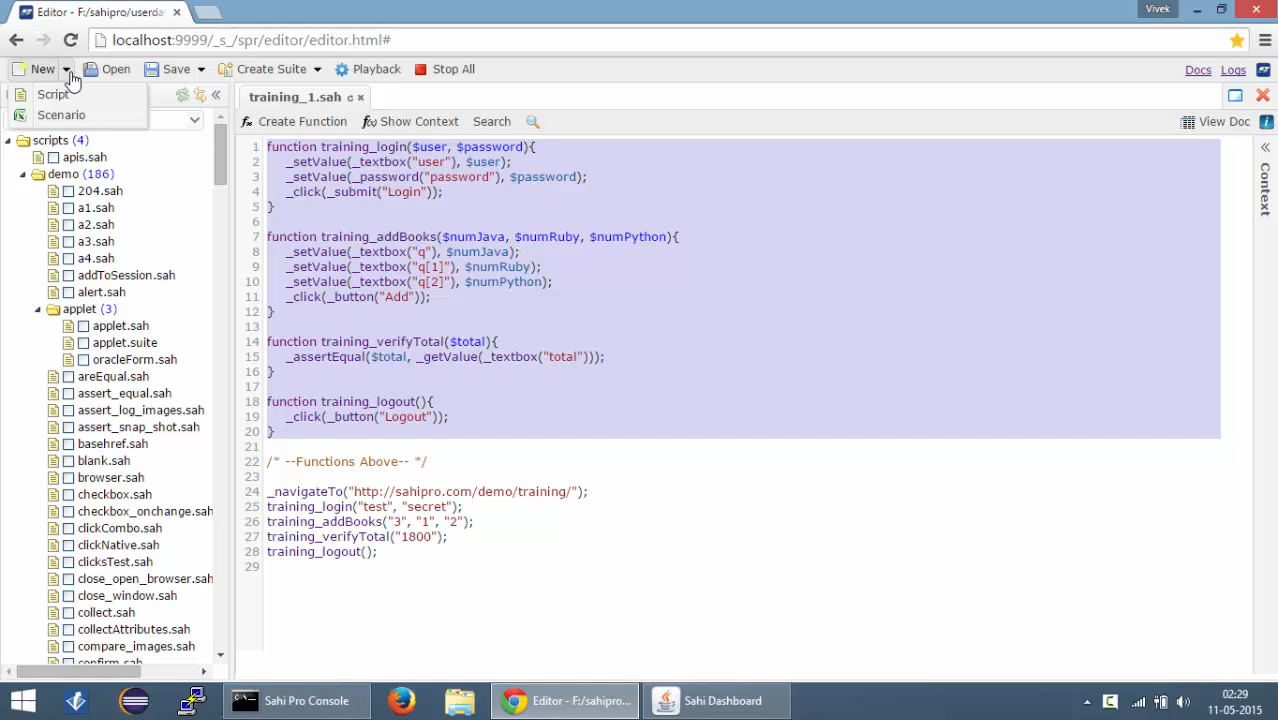 Editor - F:/sahipro/userda
Vivek
localhost:9999/_s_/spr/editor/editor.html#
New Open Save Create Suite Playback Stop All Docs Logs
Script
Scenario
training_1.sah
Create Function Show Context Search View Doc
Context
scripts (4)
apis.sah
demo (186)
204.sah
a1.sah
a2.sah
a3.sah
a4.sah
addToSession.sah
alert.sah
applet (3)
applet.sah
applet.suite
oracleForm.sah
areEqual.sah
assert_equal.sah
assert_log_images.sah
assert_snap_shot.sah
basehref.sah
blank.sah
browser.sah
checkbox.sah
checkbox_onchange.sah
clickCombo.sah
clickNative.sah
clicksTest.sah
close_open_browser.sah
close_window.sah
collect.sah
collectAttributes.sah
compare_images.sah
confirm.sah
1 function training_login($user, $password){
2 _setValue(_textbox("user"), $user);
3 _setValue(_password("password"), $password);
4 _click(_submit("Login"));
5 }
6
7 function training_addBooks($numJava, $numRuby, $numPython){
8 _setValue(_textbox("q"), $numJava);
9 _setValue(_textbox("q[1]"), $numRuby);
10 _setValue(_textbox("q[2]"), $numPython);
11 _click(_button("Add"));
12 }
13
14 function training_verifyTotal($total){
15 _assertEqual($total, _getValue(_textbox("total")));
16 }
17
18 function training_logout(){
19 _click(_button("Logout"));
20 }
21
22 /* --Functions Above-- */
23
24 _navigateTo("http://sahipro.com/demo/training/");
25 training_login("test", "secret");
26 training_addBooks("3", "1", "2");
27 training_verifyTotal("1800");
28 training_logout();
29
Sahi Pro Console
Editor - F:/sahipro...
Sahi Dashboard
02:29
11-05-2015